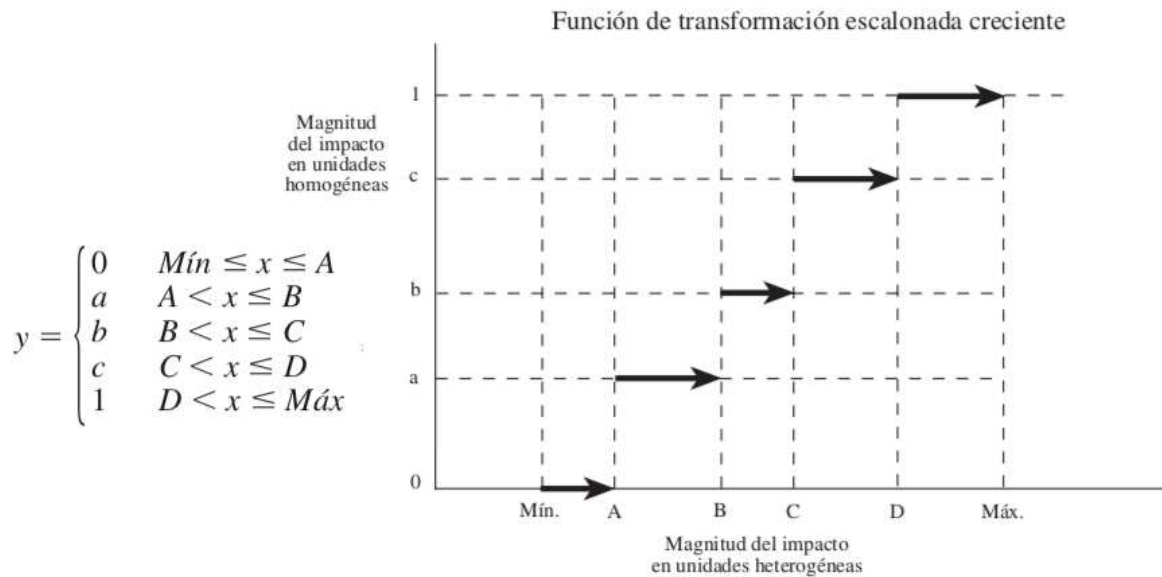 Función de transformación escalonada creciente
Magnitud
del impacto
en unidades
homogéneas
1
c
b
a
0
y =
0 Mín ≤ x ≤ A
a A < x ≤ B
b B < x ≤ C
c C < x ≤ D
1 D < x ≤ Máx
Mín. A B C D Máx.
Magnitud del impacto
en unidades heterogéneas